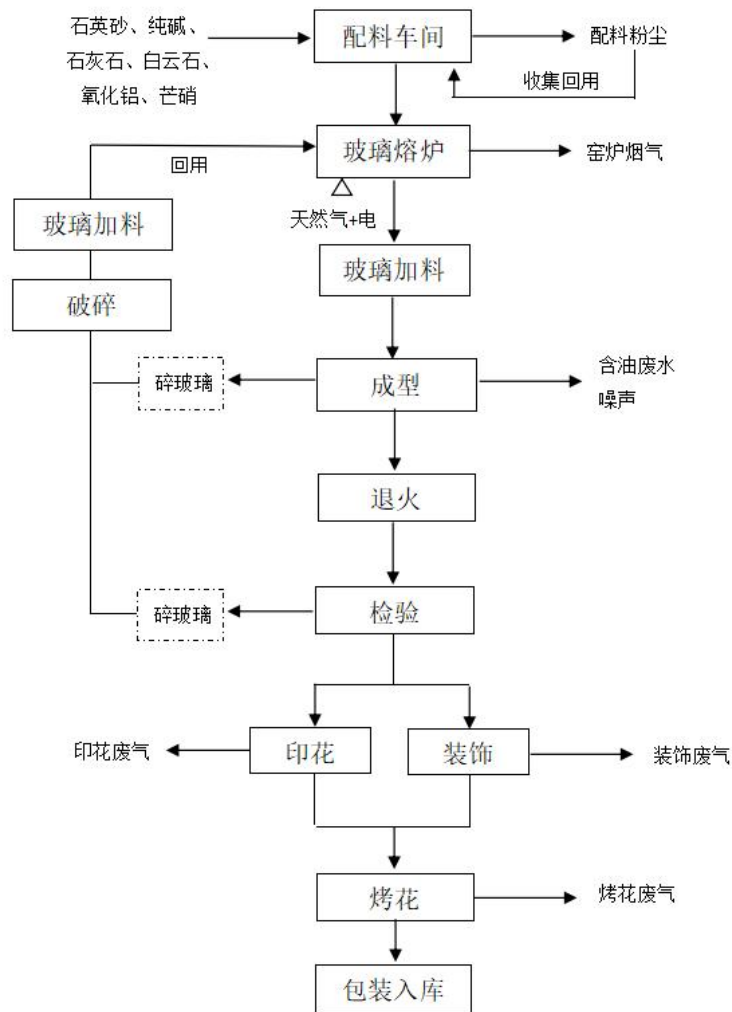 石英砂、纯碱、
石灰石、白云石、
氧化铝、芒硝
配料车间
配料粉尘
收集回用
玻璃熔炉
窑炉烟气
回用
天然气+电
玻璃加料
玻璃加料
破碎
碎玻璃
成型
含油废水
噪声
退火
碎玻璃
检验
印花废气
印花
装饰
装饰废气
烤花
烤花废气
包装入库